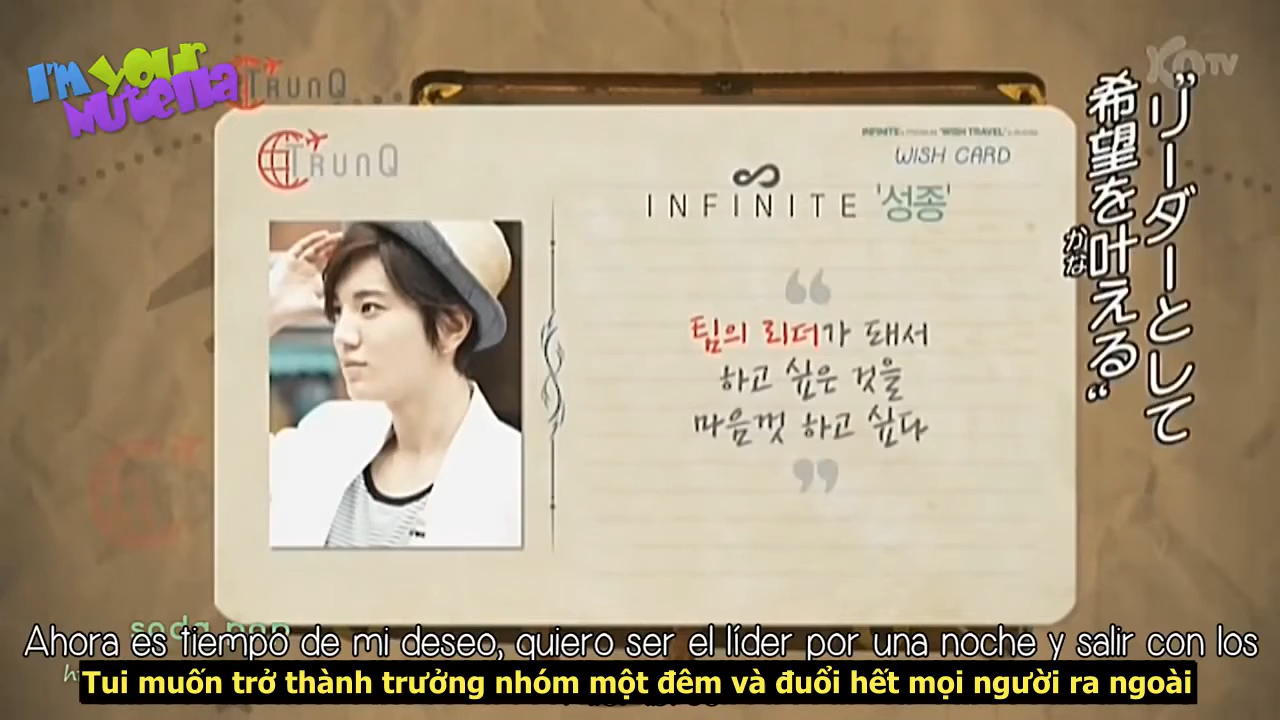 I'M YOUR
NUTELLA
TRUNQ
KNTV
TRUNQ
WISH CARD
INFINITE '성종'
“
팀의 리더가 돼서
하고 싶은 것을
마음껏 하고 싶다
”
“リーダーとして
希望を叶える“
かな
soda pop
Ahora es tiempo de mi deseo, quiero ser el líder por una noche y salir con los
Tui muốn trở thành trưởng nhóm một đêm và đuổi hết mọi người ra ngoài